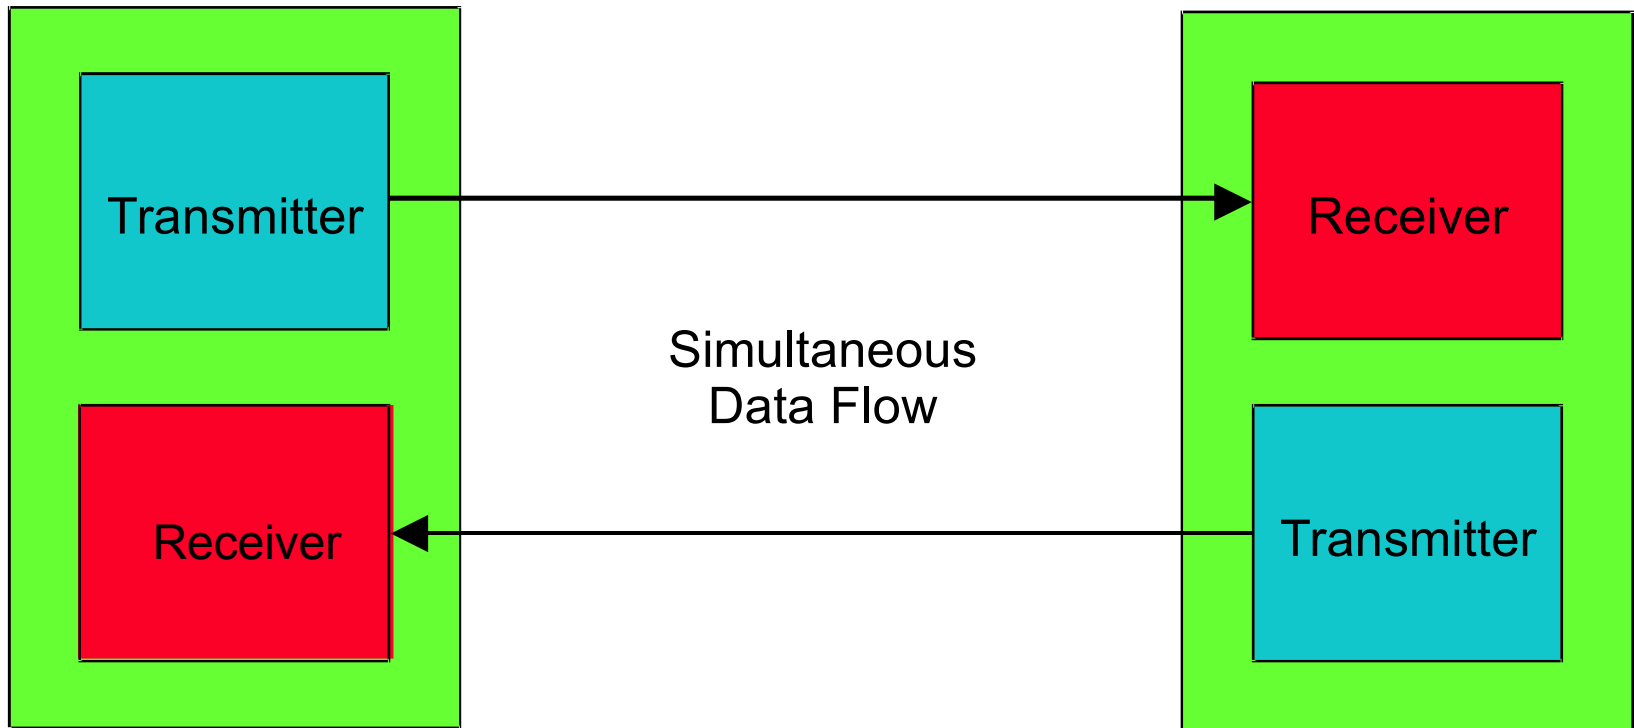 Transmitter
Receiver
Simultaneous
Data Flow
Receiver
Transmitter